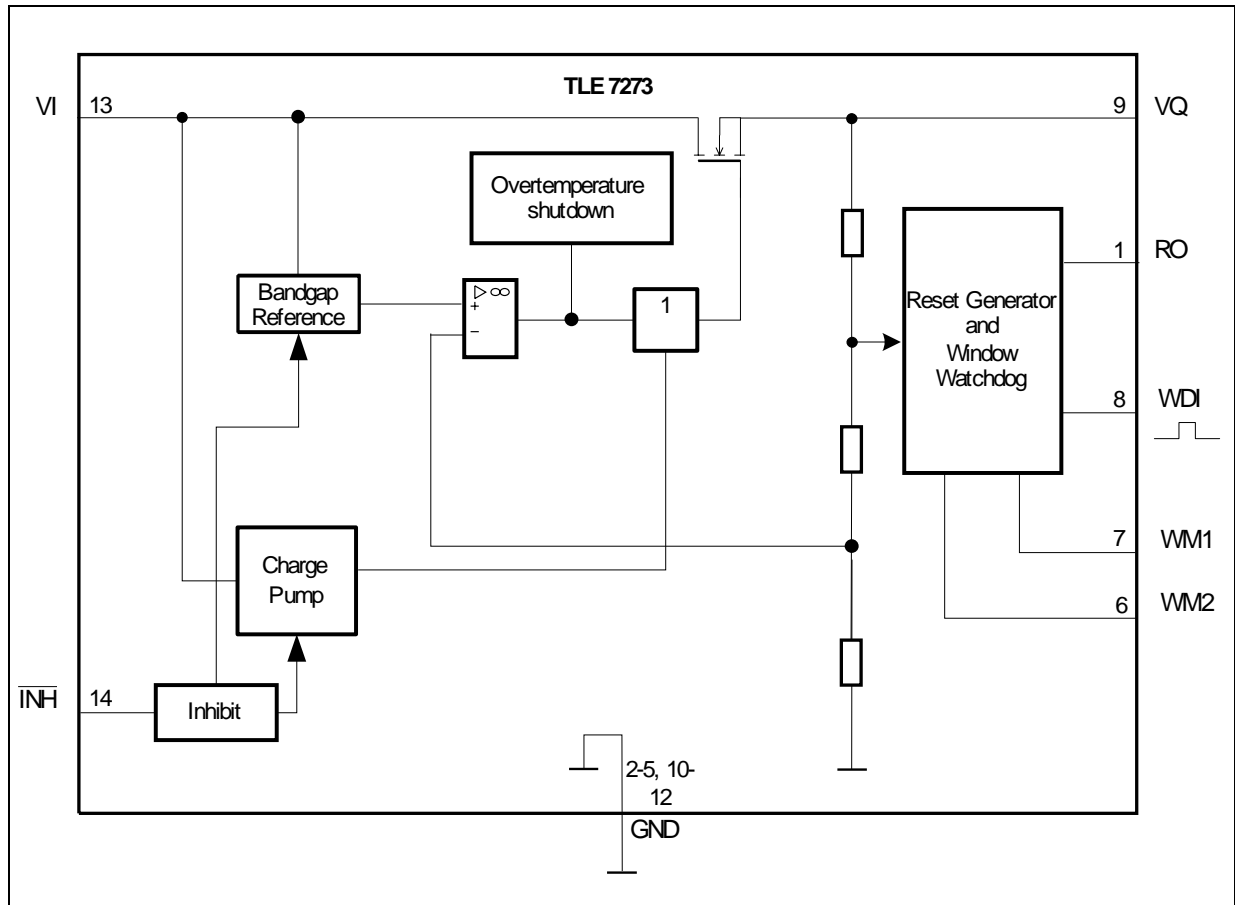 TLE 7273
VI
13
9
VQ
Overtemperature
shutdown
1
RO
Bandgap
Reference
▷ ∞
+
−
1
Reset Generator
and
Window
Watchdog
8
WDI
Charge
Pump
7
WM1
6
WM2
I̅N̅H̅
14
Inhibit
2-5, 10-
12
GND